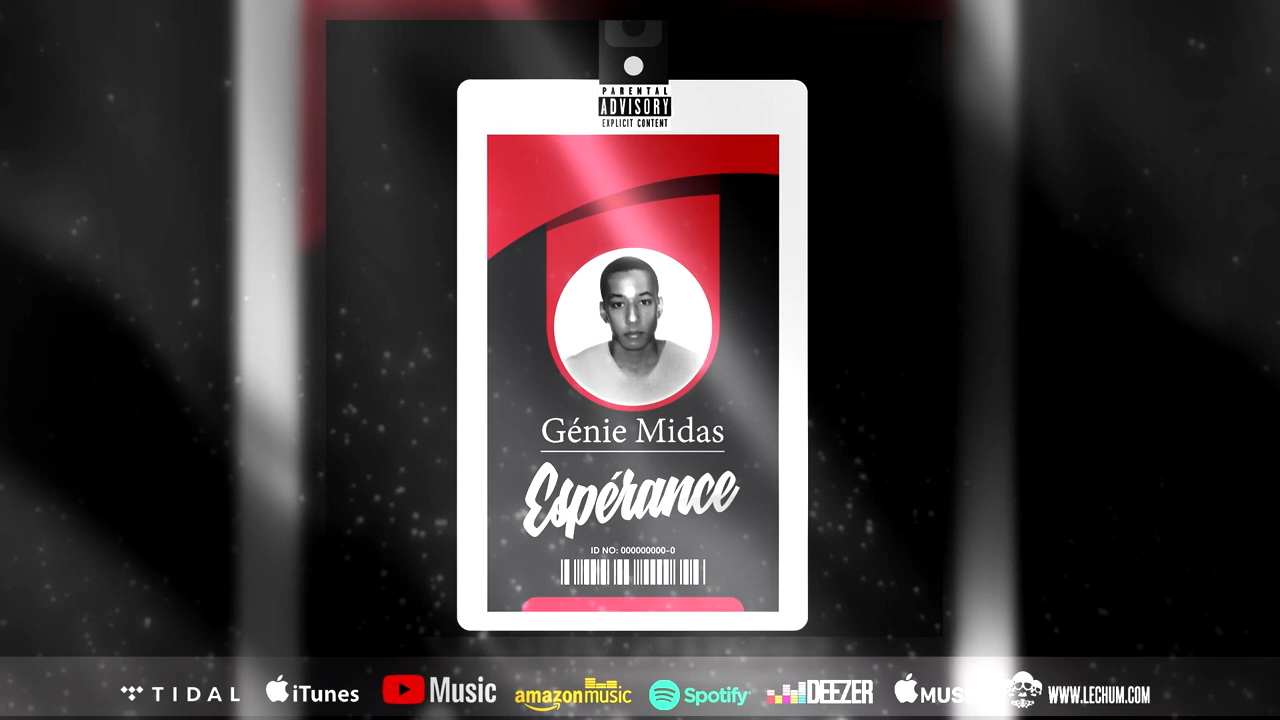 PARENTAL
ADVISORY
EXPLICIT CONTENT
Génie Midas
Espérance
ID NO: 000000000-0
TIDAL iTunes Music amazonmusic Spotify DEEZER WWW.LECHUM.COM